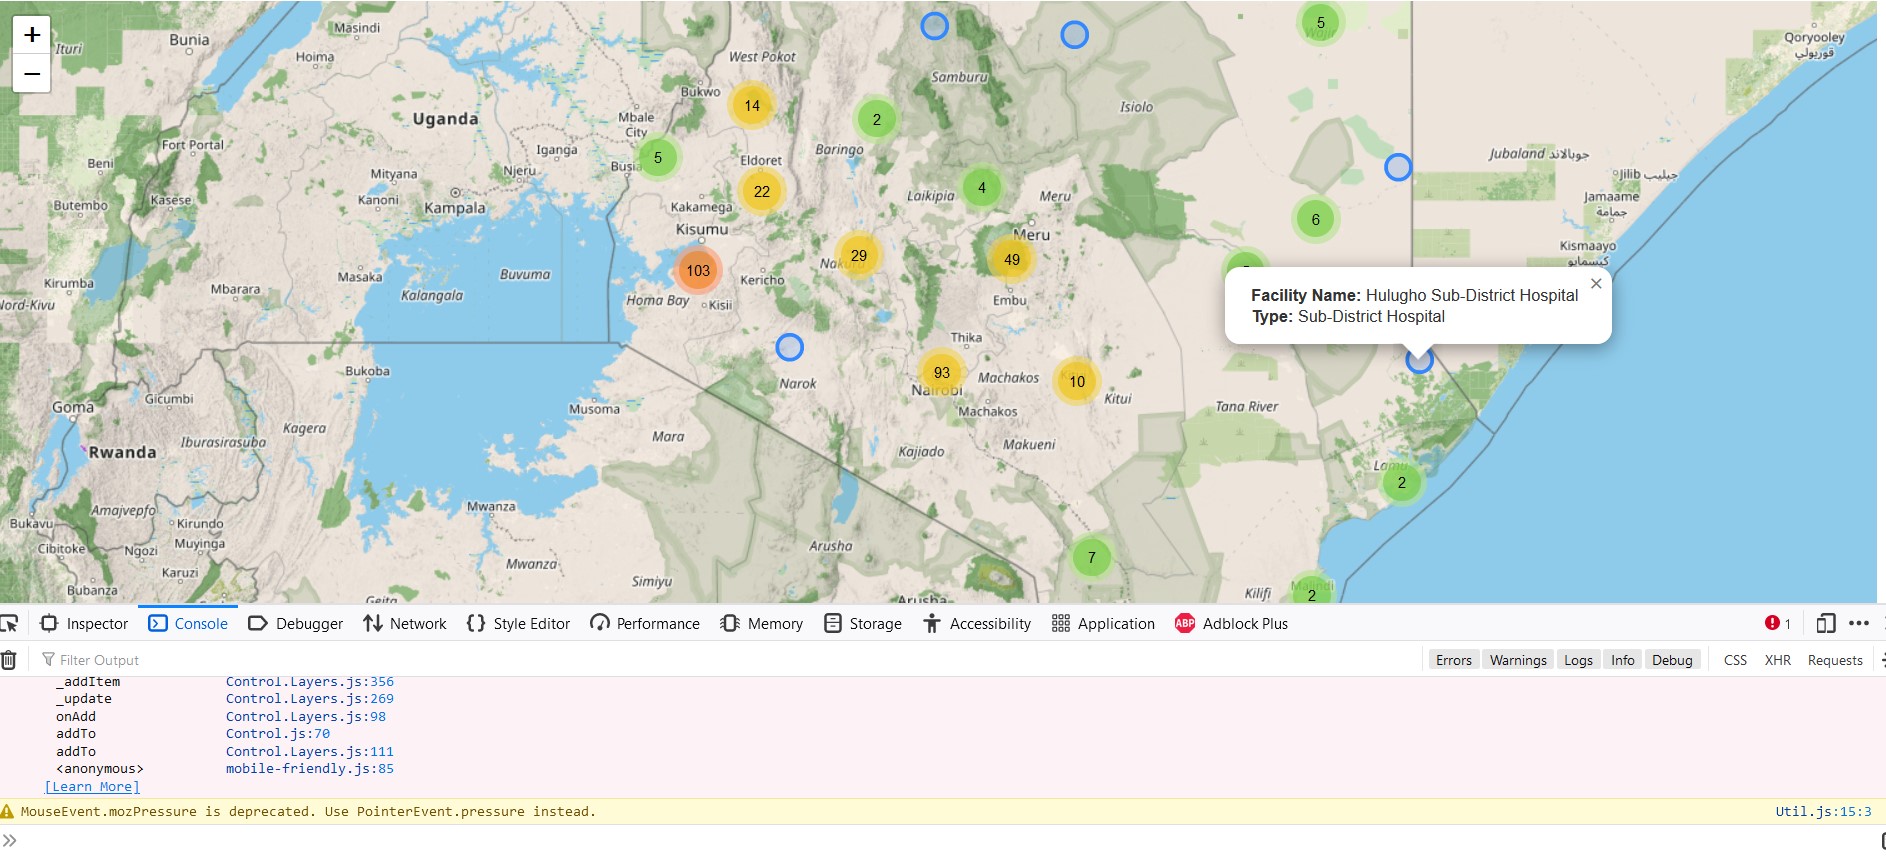 +
−
Ituri
Bunia
Masindi
Hoima
West Pokot
Samburu
5
Wajir
Qoryooley
قوريولي
Bukwo
14
2
Isiolo
Uganda
Mbale
City
Fort Portal
Iganga
Busia
5
Eldoret
Baringo
Jubaland جوبالاند
Beni
Mityana
Njeru
22
Laikipia
4
Meru
Jilib جيليب
Butembo
Kasese
Kanoni
Kampala
Kakamega
Jamaame
جمامة
Kisumu
Meru
6
Kismaayo
كيسمايو
Kirumba
Mbarara
Masaka
Kalangala
Buvuma
103
Kericho
29
Nakuru
49
Nord-Kivu
Homa Bay
Kisii
Embu
Facility Name: Hulugho Sub-District Hospital
Type: Sub-District Hospital
×
Thika
Bukoba
Narok
93
Nairobi
Machakos
10
Kitui
Goma
Gicumbi
Musoma
Machakos
Tana River
Rwanda
Iburasirasuba
Kagera
Mara
Kajiado
Makueni
Lamu
2
Bukavu
Amajyepfo
Kirundo
Mwanza
Cibitoke
Ngozi
Muyinga
Arusha
7
Bubanza
Karuzi
Mwanza
Simiyu
Geita
Arusha
Kilifi
Malindi
2
Inspector
Console
Debugger
Network
Style Editor
Performance
Memory
Storage
Accessibility
Application
ABP
Adblock Plus
1
Filter Output
Errors
Warnings
Logs
Info
Debug
CSS
XHR
Requests
_addItem Control.Layers.js:356
_update Control.Layers.js:269
onAdd Control.Layers.js:98
addTo Control.js:70
addTo Control.Layers.js:111
<anonymous> mobile-friendly.js:85
[Learn More]
MouseEvent.mozPressure is deprecated. Use PointerEvent.pressure instead. Util.js:15:3